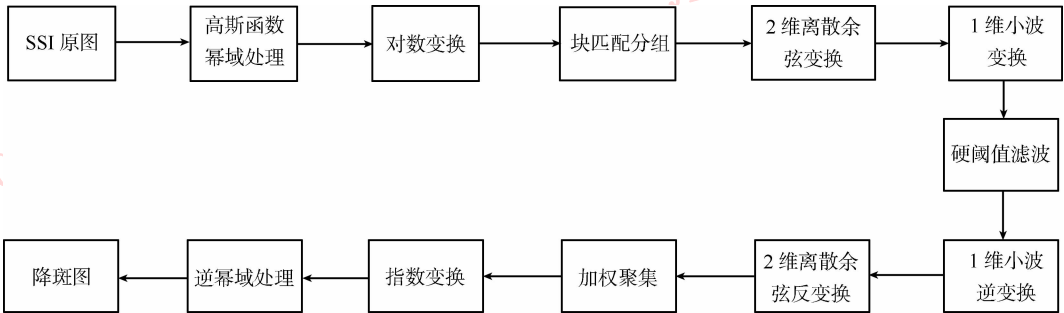 SSI 原图
高斯函数
幂域处理
对数变换
块匹配分组
2 维离散余
弦变换
1 维小波
变换
硬阈值滤波
1 维小波
逆变换
2 维离散余
弦反变换
加权聚集
指数变换
逆幂域处理
降斑图